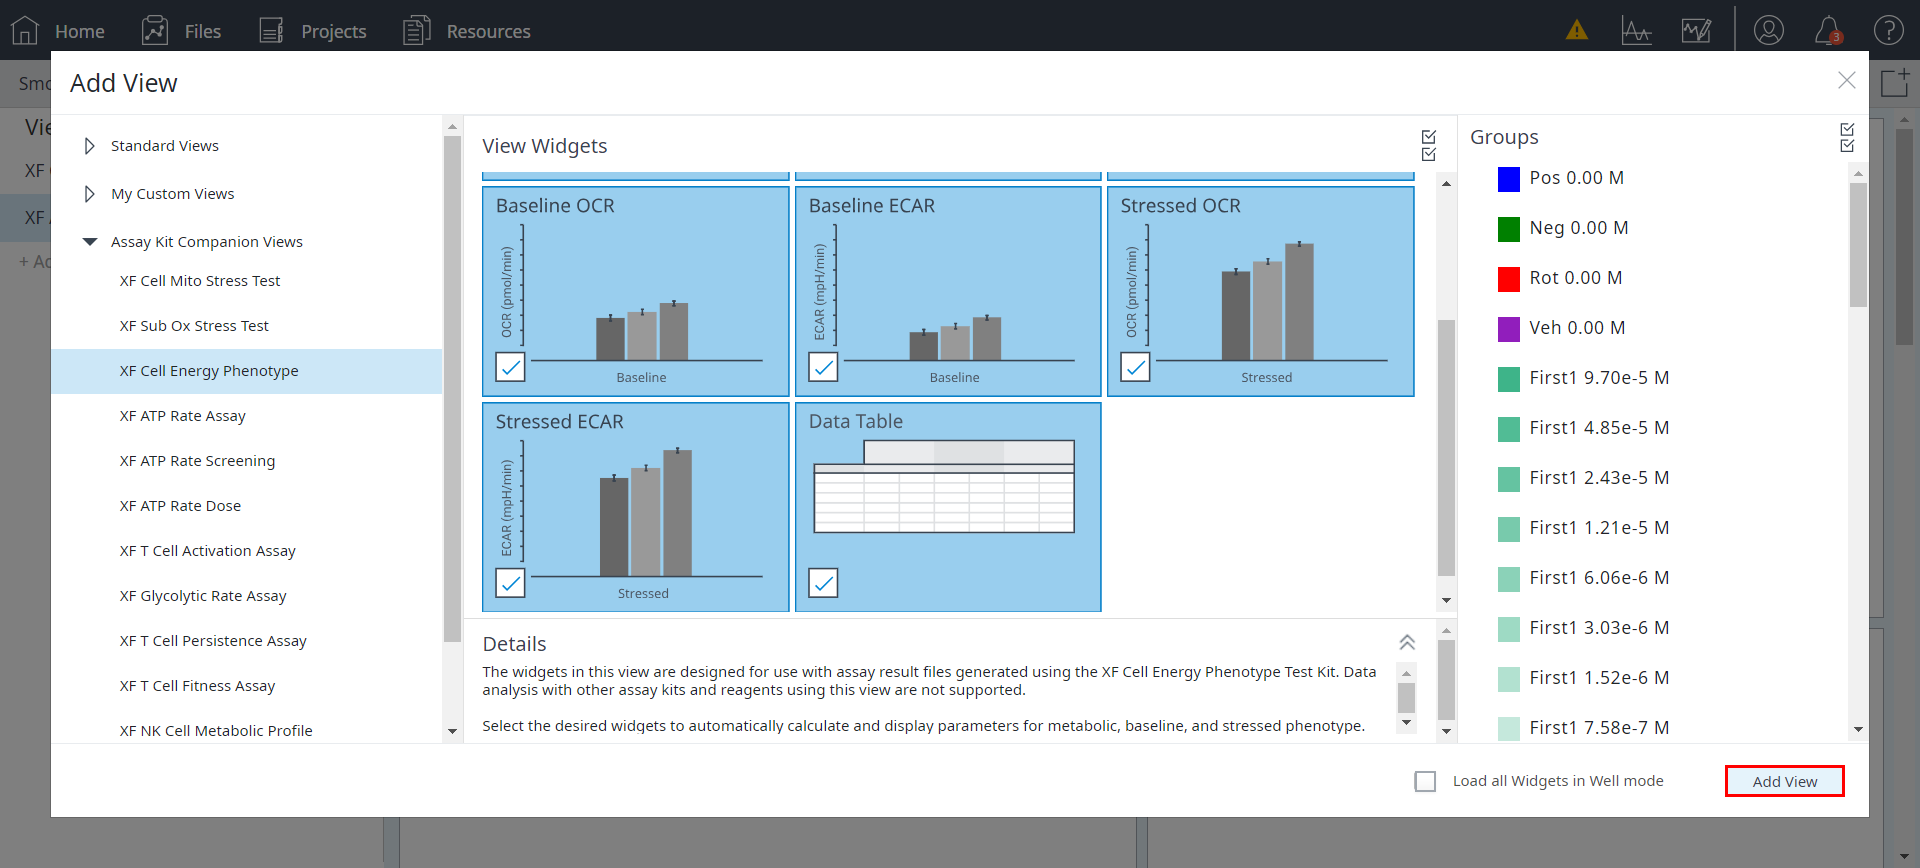 Home
Files
Projects
Resources
3
Add View
Standard Views
My Custom Views
Assay Kit Companion Views
XF Cell Mito Stress Test
XF Sub Ox Stress Test
XF Cell Energy Phenotype
XF ATP Rate Assay
XF ATP Rate Screening
XF ATP Rate Dose
XF T Cell Activation Assay
XF Glycolytic Rate Assay
XF T Cell Persistence Assay
XF T Cell Fitness Assay
XF NK Cell Metabolic Profile
View Widgets
Baseline OCR
OCR (pmol/min)
Baseline
Baseline ECAR
ECAR (mpH/min)
Baseline
Stressed OCR
OCR (pmol/min)
Stressed
Stressed ECAR
ECAR (mpH/min)
Stressed
Data Table
Details
The widgets in this view are designed for use with assay result files generated using the XF Cell Energy Phenotype Test Kit. Data
analysis with other assay kits and reagents using this view are not supported.
Select the desired widgets to automatically calculate and display parameters for metabolic, baseline, and stressed phenotype.
Groups
Pos 0.00 M
Neg 0.00 M
Rot 0.00 M
Veh 0.00 M
First1 9.70e-5 M
First1 4.85e-5 M
First1 2.43e-5 M
First1 1.21e-5 M
First1 6.06e-6 M
First1 3.03e-6 M
First1 1.52e-6 M
First1 7.58e-7 M
Load all Widgets in Well mode
Add View